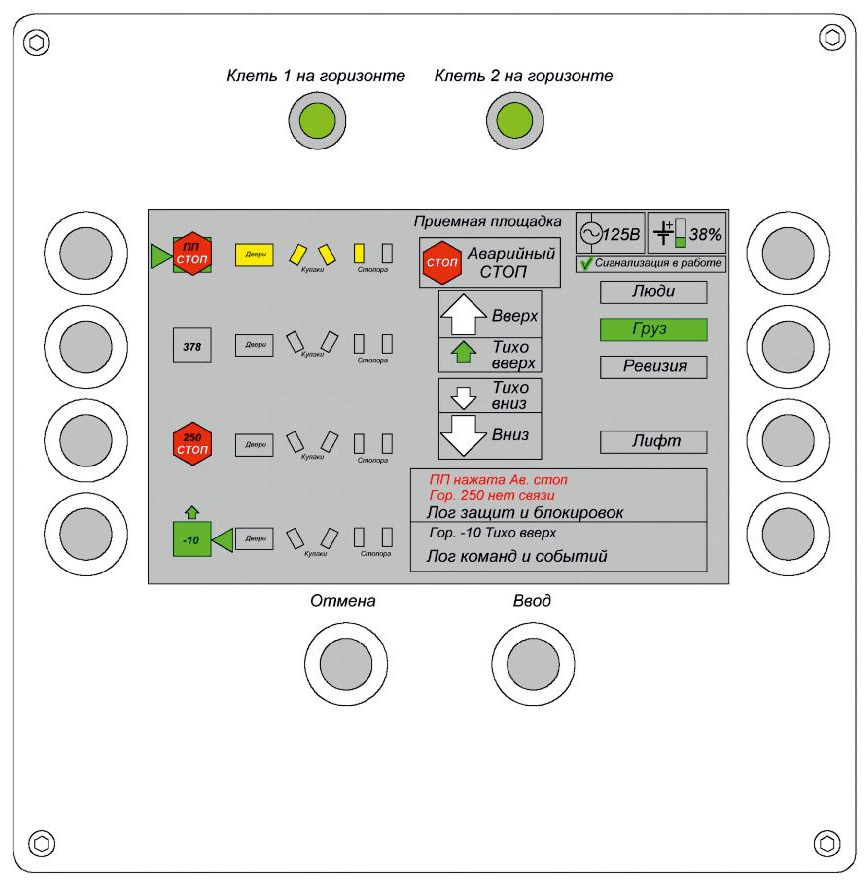 Клеть 1 на горизонте
Клеть 2 на горизонте
Приемная площадка
125В
38%
Сигнализация в работе
ПП
СТОП
Двери
Кулаки
Стопора
СТОП
Аварийный
СТОП
Люди
Вверх
Груз
378
Двери
Кулаки
Стопора
Тихо
вверх
Ревизия
Тихо
вниз
250
СТОП
Двери
Кулаки
Стопора
Вниз
Лифт
ПП нажата Ав. стоп
Гор. 250 нет связи
Лог защит и блокировок
-10
Двери
Кулаки
Стопора
Гор. -10 Тихо вверх
Лог команд и событий
Отмена
Ввод